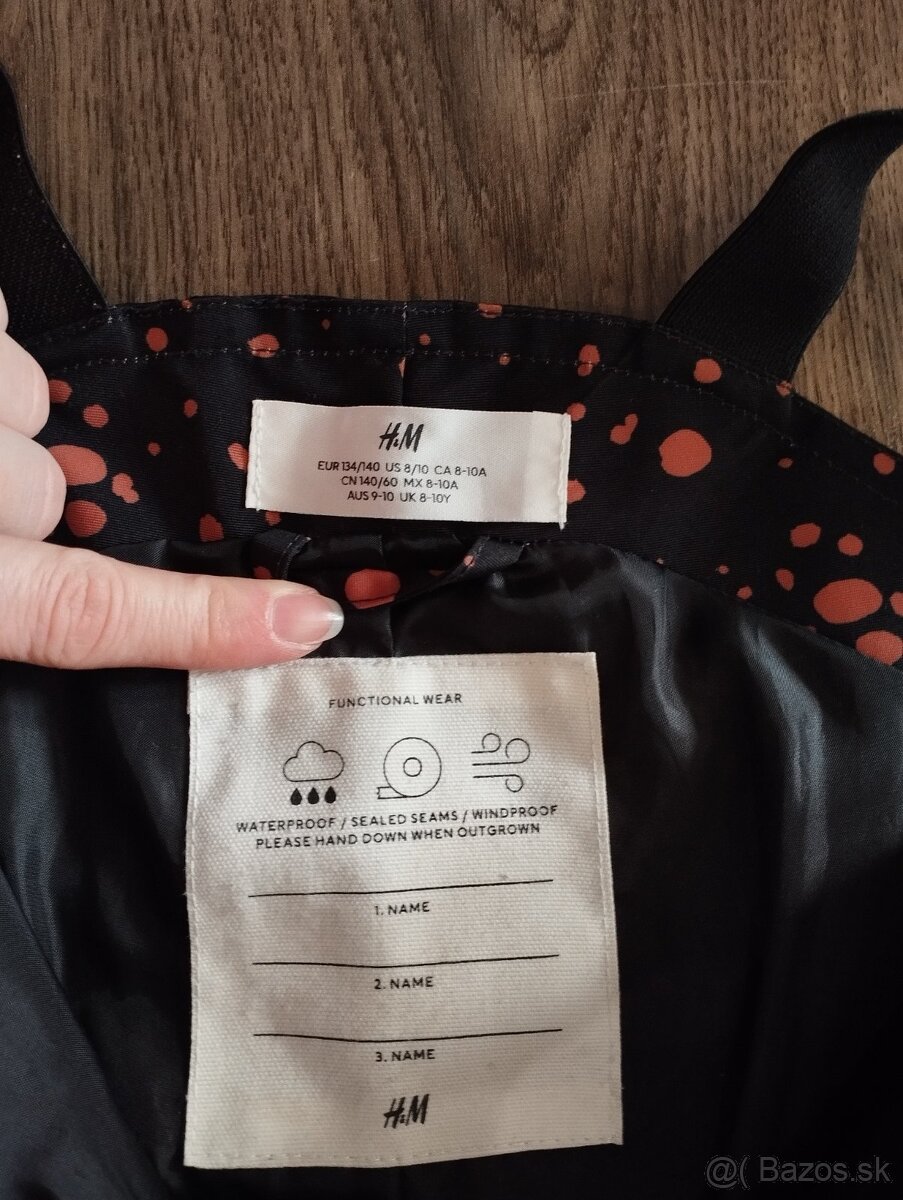 H&M
EUR 134/140 US 8/10 CA 8-10A
CN 140/60 MX 8-10A
AUS 9-10 UK 8-10Y
FUNCTIONAL WEAR
WATERPROOF / SEALED SEAMS / WINDPROOF
PLEASE HAND DOWN WHEN OUTGROWN
1. NAME
2. NAME
3. NAME
H&M
@( Bazos.sk